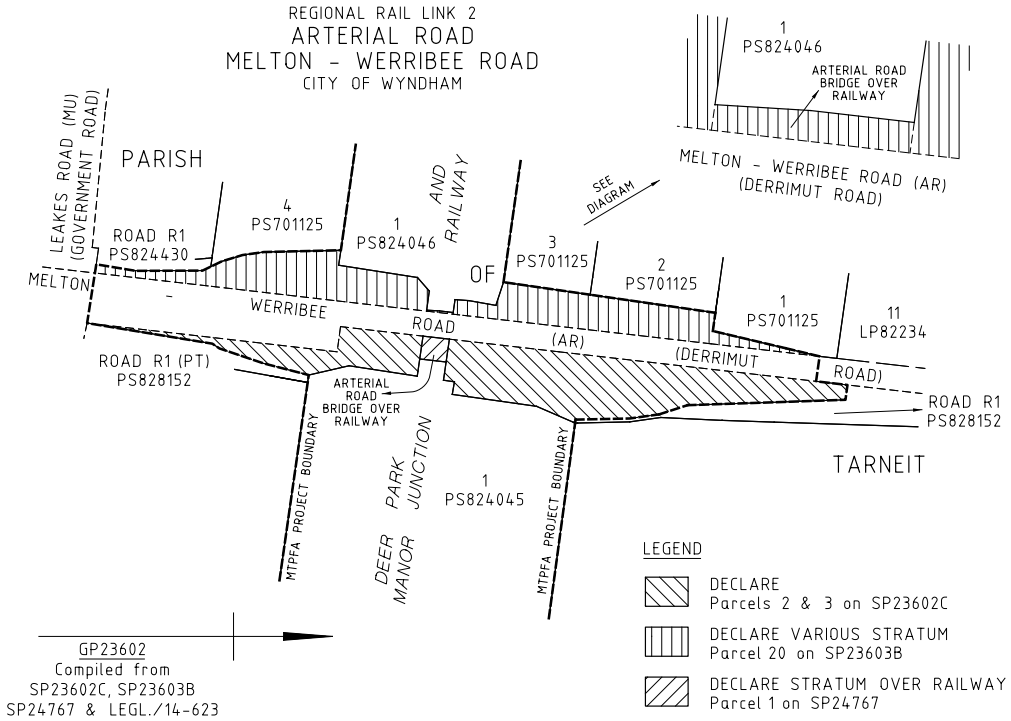 REGIONAL RAIL LINK 2
ARTERIAL ROAD
MELTON - WERRIBEE ROAD
CITY OF WYNDHAM
1
PS824046
ARTERIAL ROAD
BRIDGE OVER
RAILWAY
MELTON - WERRIBEE ROAD (AR)
(DERRIMUT ROAD)
SEE
DIAGRAM
LEAKES ROAD (MU)
(GOVERNMENT ROAD)
PARISH
ROAD R1
PS824430
4
PS701125
1
PS824046
AND
RAILWAY
OF
3
PS701125
2
PS701125
1
PS701125
11
LP82234
MELTON - WERRIBEE ROAD (AR) (DERRIMUT ROAD)
ROAD R1 (PT)
PS828152
ARTERIAL
ROAD
BRIDGE OVER
RAILWAY
ROAD R1
PS828152
TARNEIT
MTPFA PROJECT BOUNDARY
DEER PARK
MANOR JUNCTION
1
PS824045
MTPFA PROJECT BOUNDARY
LEGEND
DECLARE
Parcels 2 & 3 on SP23602C
DECLARE VARIOUS STRATUM
Parcel 20 on SP23603B
DECLARE STRATUM OVER RAILWAY
Parcel 1 on SP24767
GP23602
Compiled from
SP23602C, SP23603B
SP24767 & LEGL./14-623